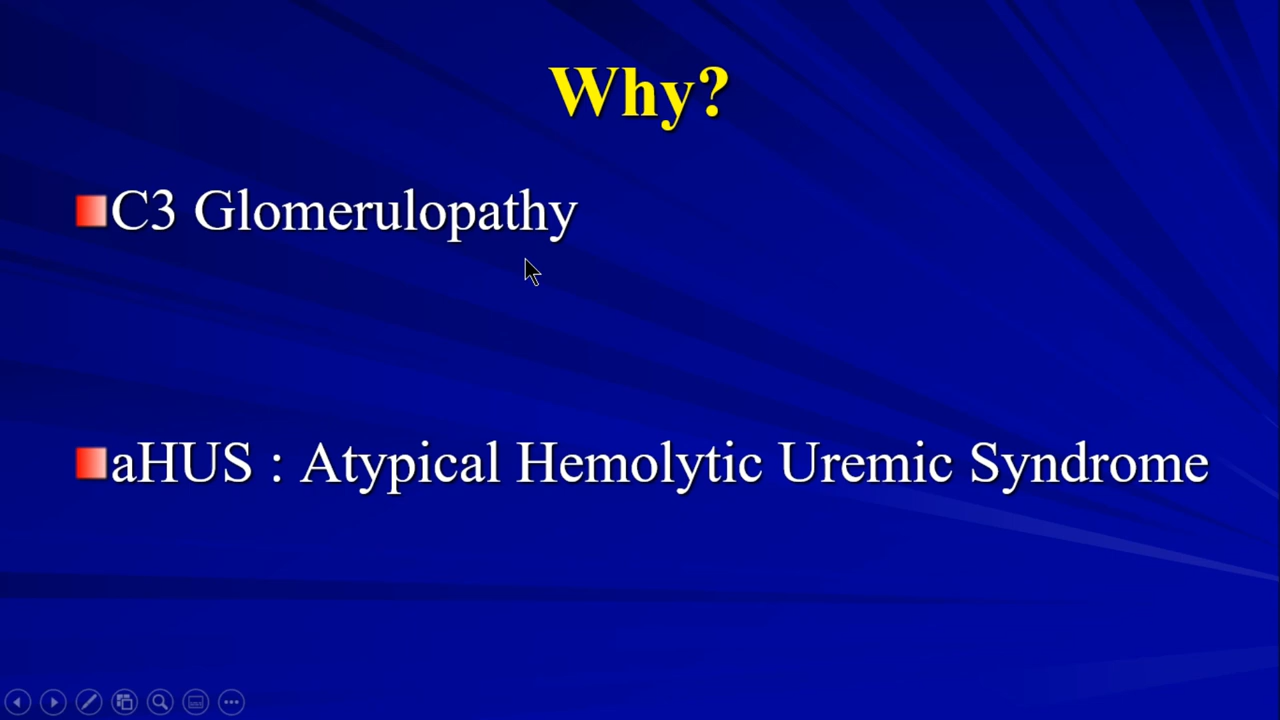 Why?
C3 Glomerulopathy
aHUS : Atypical Hemolytic Uremic Syndrome